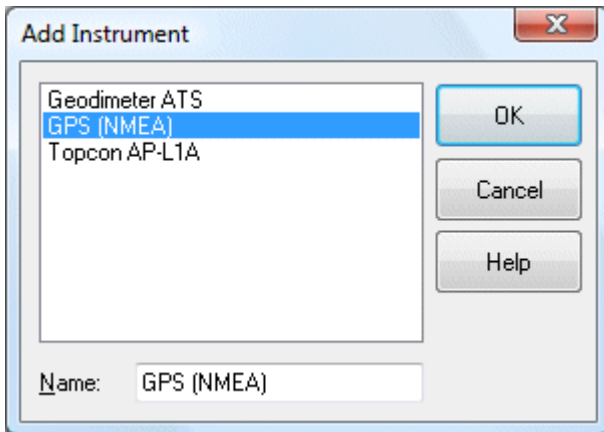 Add Instrument
Geodimeter ATS
GPS (NMEA)
Topcon AP-L1A
OK
Cancel
Help
Name: GPS (NMEA)